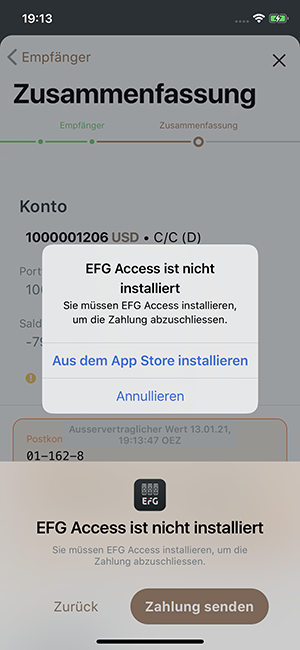 19:13
Empfänger
Zusammenfassung
Empfänger
Zusammenfassung
Konto
1000001206 USD • C/C (D)
Port
Sald
EFG Access ist nicht
installiert
Sie müssen EFG Access installieren,
um die Zahlung abzuschliessen.
Aus dem App Store installieren
Annullieren
Ausservertraglicher Wert 13.01.21,
19:13:47 OEZ
Postkon
01-162-8
EFG
EFG Access ist nicht installiert
Sie müssen EFG Access installieren, um die
Zahlung abzuschliessen.
Zurück
Zahlung senden